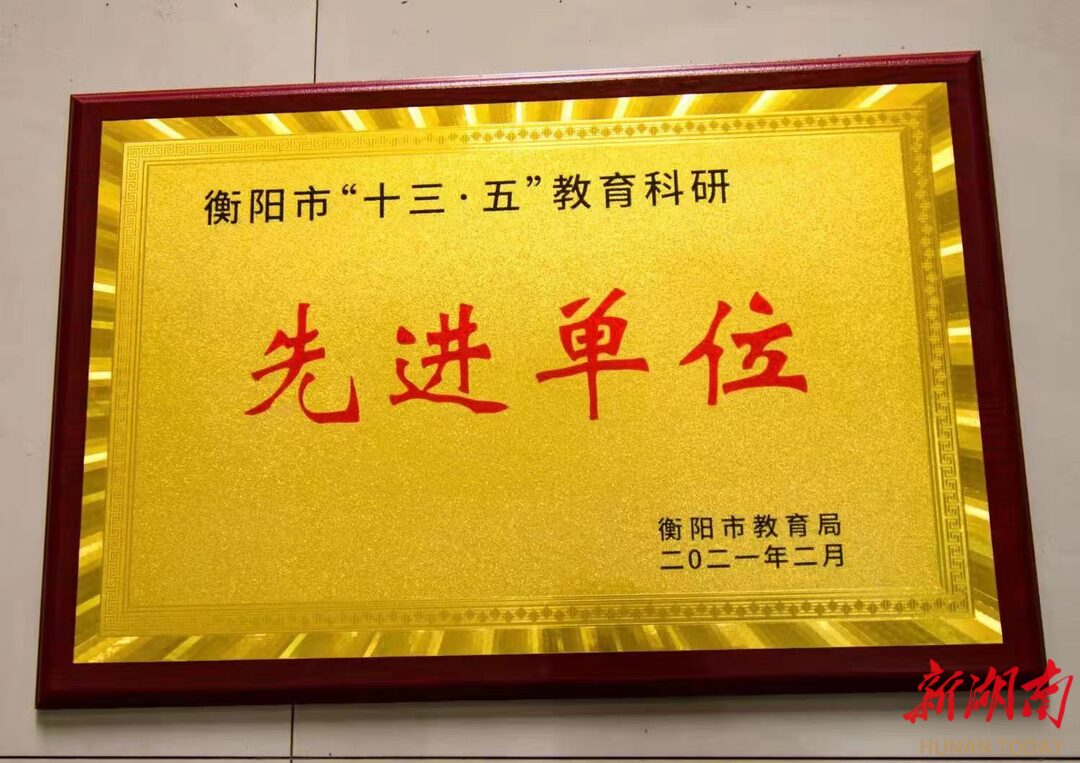 衡阳市“十三·五”教育科研
先进单位
衡阳市教育局
二〇二一年二月
新湖南
HUNAN TODAY